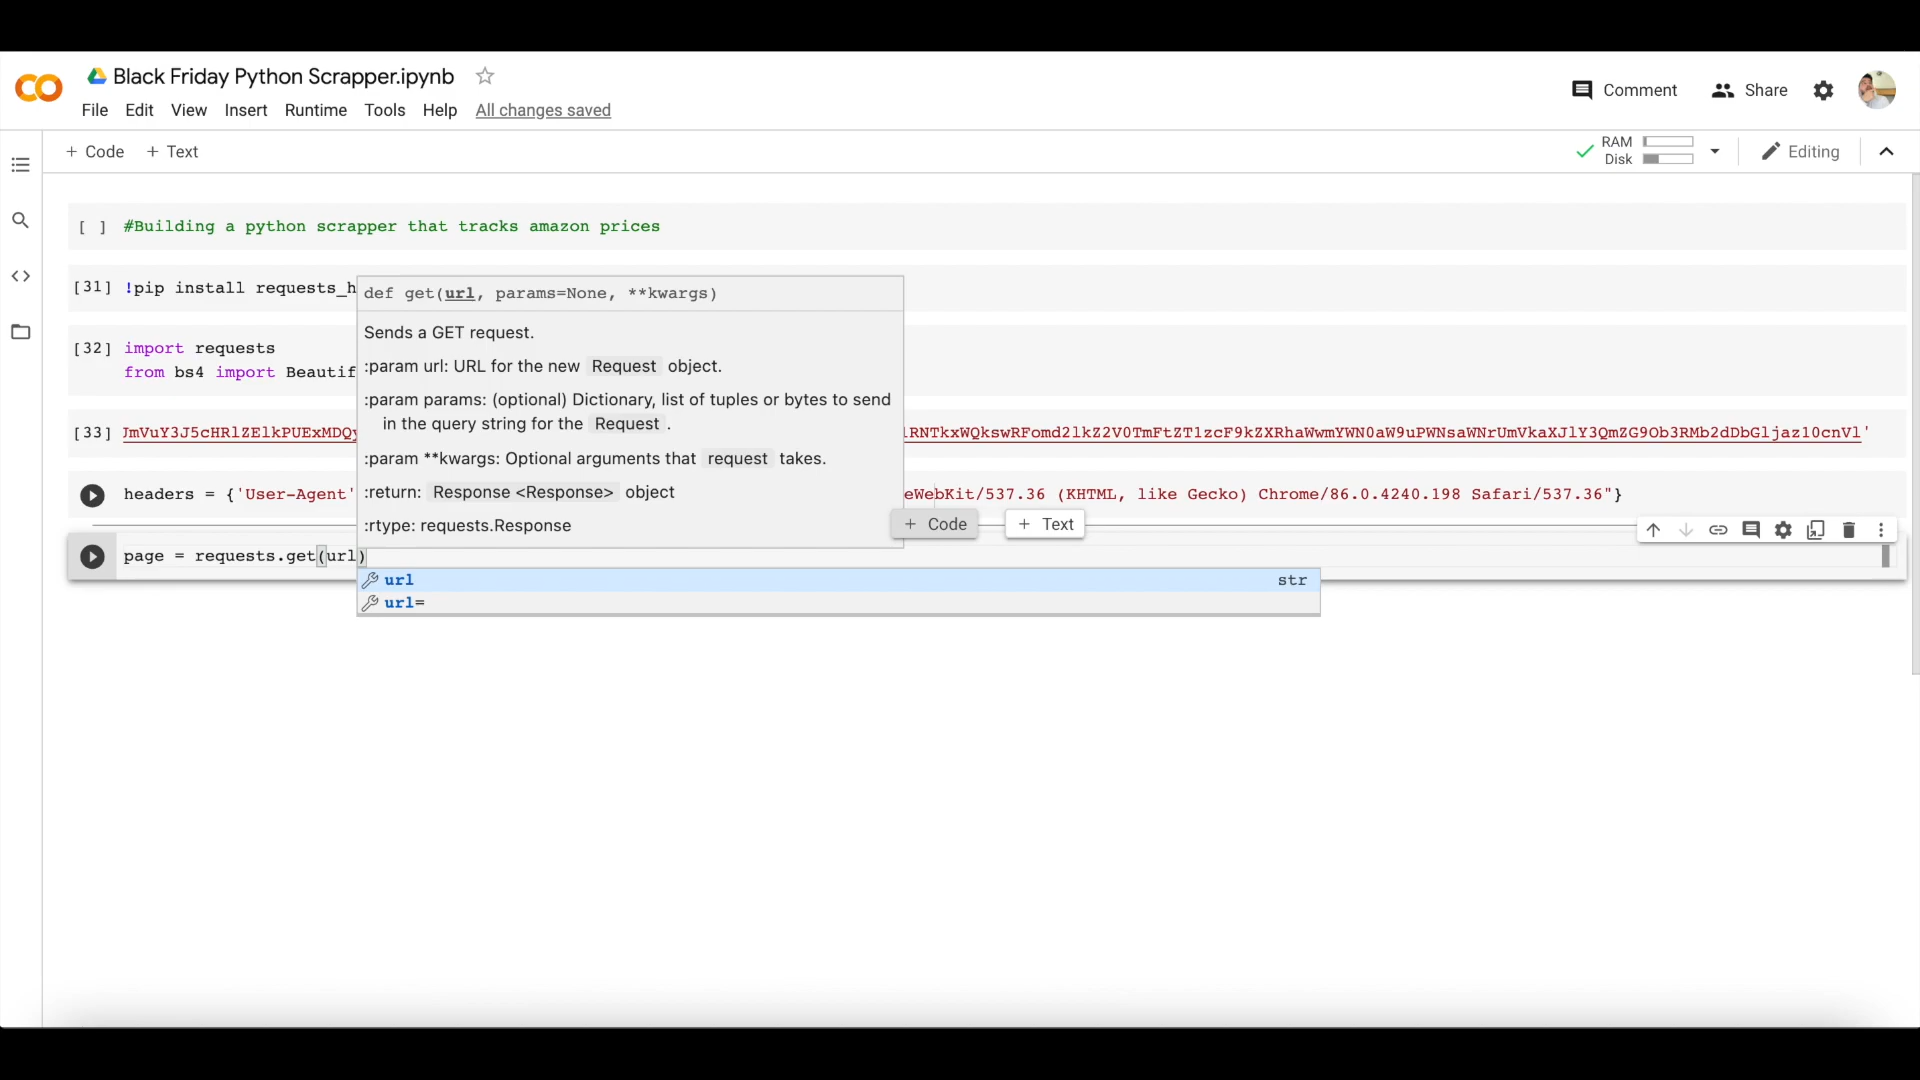 Black Friday Python Scrapper.ipynb
File Edit View Insert Runtime Tools Help All changes saved
Comment Share
+ Code + Text
RAM
Disk
Editing
[ ] #Building a python scrapper that tracks amazon prices
[31] !pip install requests_h
def get(url, params=None, **kwargs)
Sends a GET request.
[32] import requests
from bs4 import Beautif
:param url: URL for the new Request object.
:param params: (optional) Dictionary, list of tuples or bytes to send
in the query string for the Request .
[33] JmVuY3J5cHRlZElkPUExMDQy lRNTkxWQkswRFomd2lkZ2V0TmFtZT1zcF9kZXRhaWwmYWN0aW9uPWNsaWNrUmVkaXJlY3QmZG9Ob3RMb2dDbGljaz10cnVl'
:param **kwargs: Optional arguments that request takes.
:return: Response <Response> object
:rtype: requests.Response
headers = {'User-Agent' eWebKit/537.36 (KHTML, like Gecko) Chrome/86.0.4240.198 Safari/537.36"}
+ Code + Text
page = requests.get(url)
url str
url=